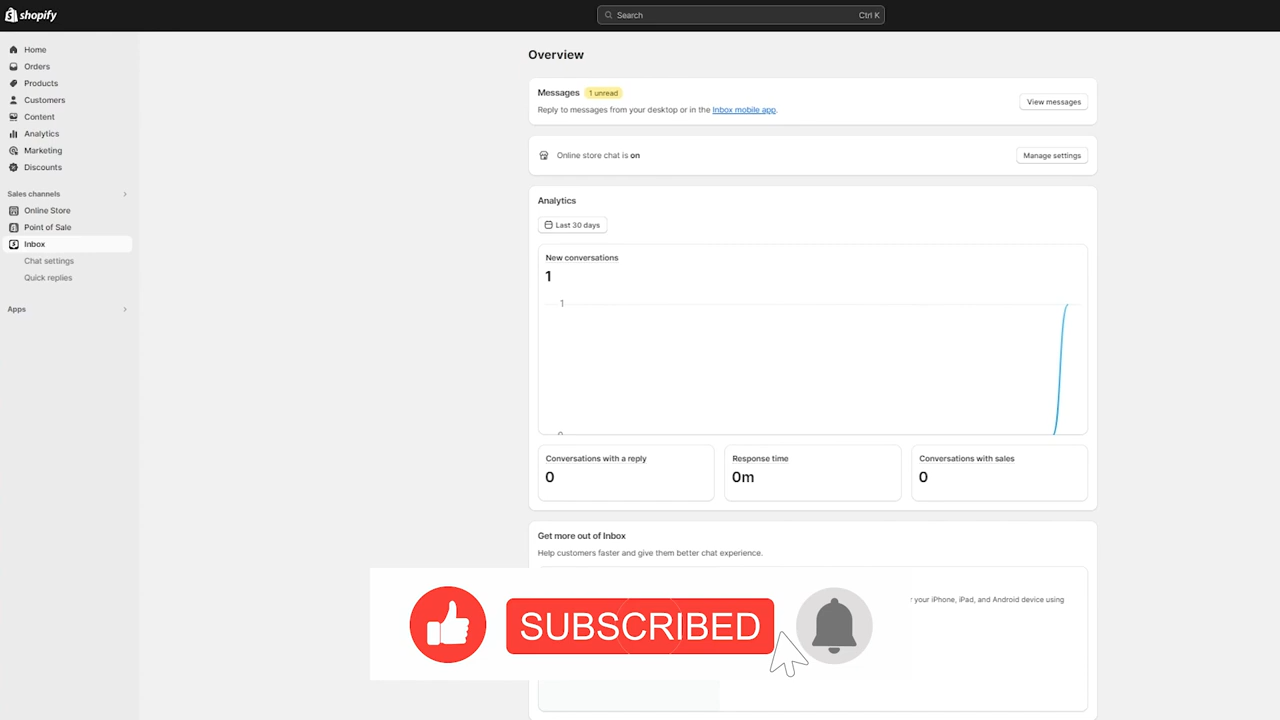 shopify
Search
Ctrl K
Home
Orders
Products
Customers
Content
Analytics
Marketing
Discounts
Sales channels
Online Store
Point of Sale
Inbox
Chat settings
Quick replies
Apps
Overview
Messages 1 unread
Reply to messages from your desktop or in the Inbox mobile app.
View messages
Online store chat is on
Manage settings
Analytics
Last 30 days
New conversations
1
1
0
Conversations with a reply
0
Response time
0m
Conversations with sales
0
Get more out of Inbox
Help customers faster and give them better chat experience.
your iPhone, iPad, and Android device using
SUBSCRIBED